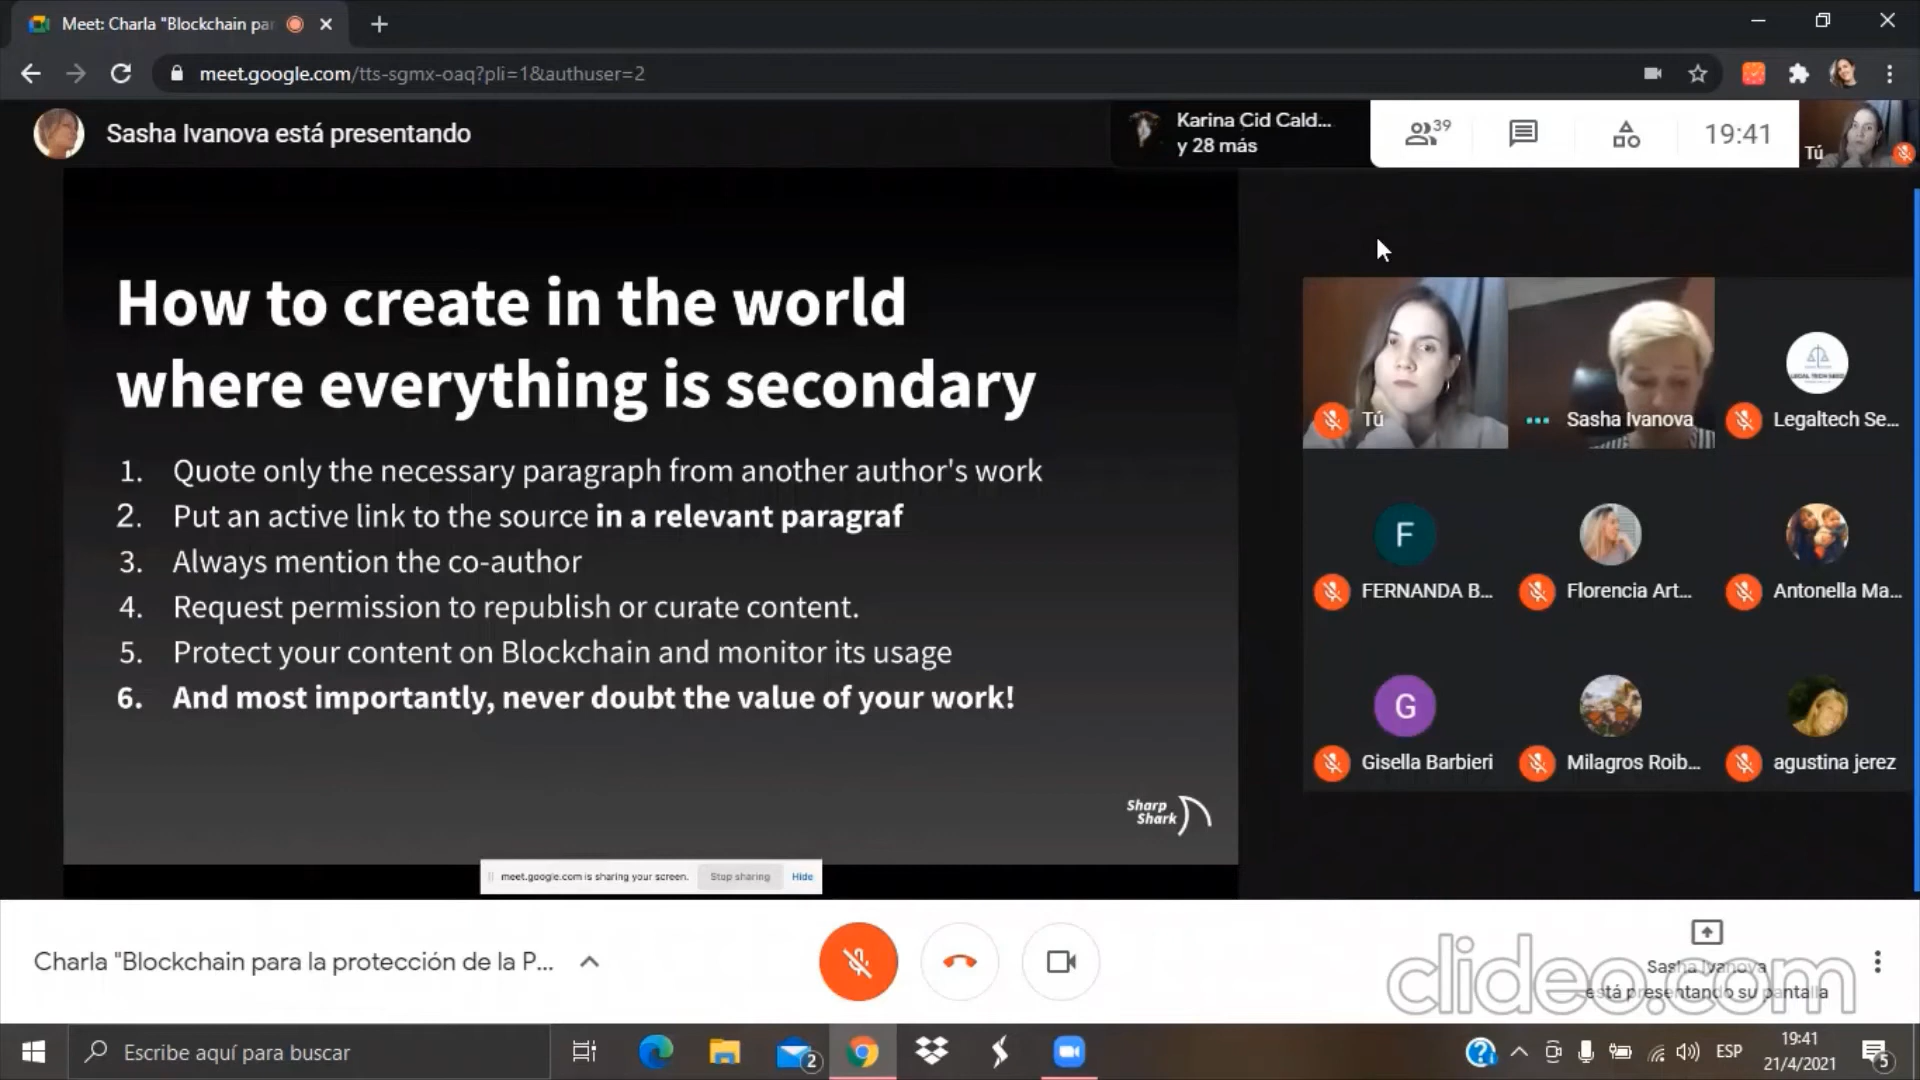 Meet: Charla "Blockchain par
meet.google.com/tts-sgmx-oaq?pli=1&authuser=2
Sasha Ivanova está presentando
Karina Cid Cald...
y 28 más
39
19:41
Tú
How to create in the world
where everything is secondary
1. Quote only the necessary paragraph from another author's work
2. Put an active link to the source in a relevant paragraf
3. Always mention the co-author
4. Request permission to republish or curate content.
5. Protect your content on Blockchain and monitor its usage
6. And most importantly, never doubt the value of your work!
Sharp
Shark
Tú
Sasha Ivanova
LEGAL TECH
Legaltech Se...
F
FERNANDA B...
Florencia Art...
Antonella Ma...
G
Gisella Barbieri
Milagros Roib...
agustina jerez
meet.google.com is sharing your screen.
Stop sharing
Hide
Charla "Blockchain para la protección de la P...
Sasha Ivanova
está presentando su pantalla
clideo.com
Escribe aquí para buscar
2
ESP
19:41
21/4/2021
5